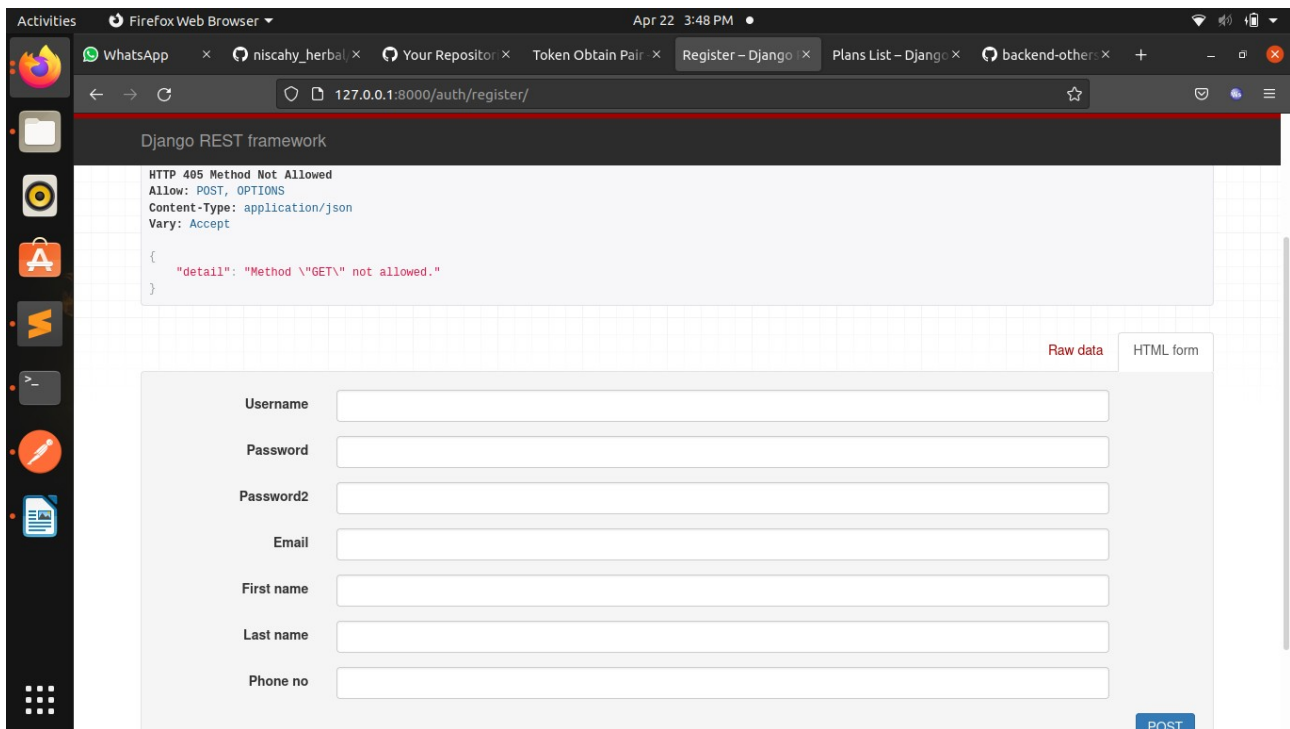 Activities Firefox Web Browser Apr 22 3:48 PM
WhatsApp niscahy_herbal Your Repositori Token Obtain Pair Register – Django Plans List – Django backend-others
127.0.0.1:8000/auth/register/
Django REST framework
HTTP 405 Method Not Allowed
Allow: POST, OPTIONS
Content-Type: application/json
Vary: Accept
{
"detail": "Method \"GET\" not allowed."
}
Raw data HTML form
Username
Password
Password2
Email
First name
Last name
Phone no
POST